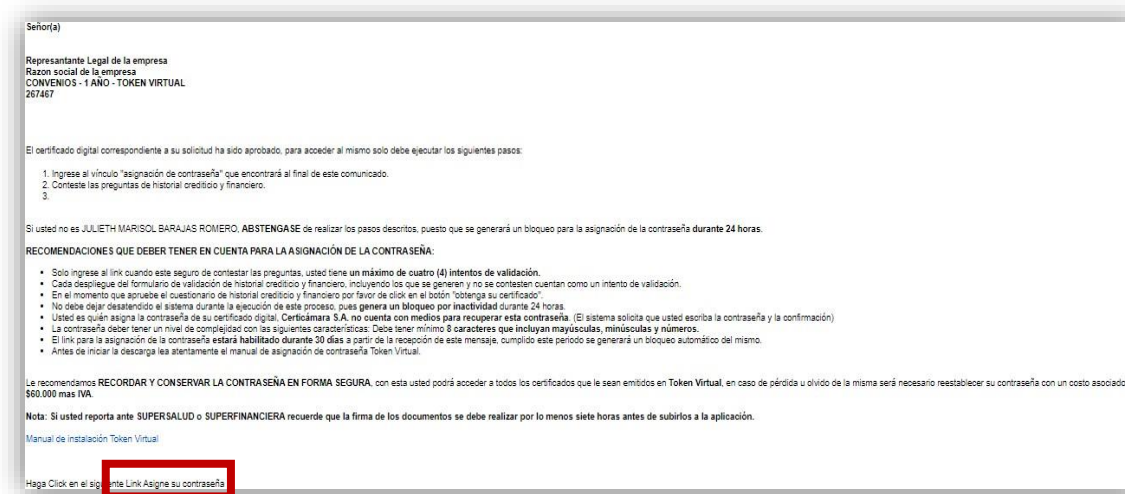 Señor(a)
Represantante Legal de la empresa
Razon social de la empresa
CONVENIOS - 1 AÑO - TOKEN VIRTUAL
267467
El certificado digital correspondiente a su solicitud ha sido aprobado, para acceder al mismo solo debe ejecutar los siguientes pasos:
1. Ingrese al vínculo "asignación de contraseña" que encontrará al final de este comunicado.
2. Conteste las preguntas de historial crediticio y financiero.
3.
Si usted no es JULIETH MARISOL BARAJAS ROMERO, ABSTENGASE de realizar los pasos descritos, puesto que se generará un bloqueo para la asignación de la contraseña durante 24 horas.
RECOMENDACIONES QUE DEBER TENER EN CUENTA PARA LA ASIGNACIÓN DE LA CONTRASEÑA:
• Solo ingrese al link cuando este seguro de contestar las preguntas, usted tiene un máximo de cuatro (4) intentos de validación.
• Cada despliegue del formulario de validación de historial crediticio y financiero, incluyendo los que se generen y no se contesten cuentan como un intento de validación.
• En el momento que apruebe el cuestionario de historial crediticio y financiero por favor de click en el botón "obtenga su certificado".
• No debe dejar desatendido el sistema durante la ejecución de este proceso, pues genera un bloqueo por inactividad durante 24 horas.
• Usted es quién asigna la contraseña de su certificado digital, Certicámara S.A. no cuenta con medios para recuperar esta contraseña. (El sistema solicita que usted escriba la contraseña y la confirmación)
• La contraseña deber tener un nivel de complejidad con las siguientes características: Debe tener mínimo 8 caracteres que incluyan mayúsculas, minúsculas y números.
• El link para la asignación de la contraseña estará habilitado durante 30 días a partir de la recepción de este mensaje, cumplido este periodo se generará un bloqueo automático del mismo.
• Antes de iniciar la descarga lea atentamente el manual de asignación de contraseña Token Virtual.
Le recomendamos RECORDAR Y CONSERVAR LA CONTRASEÑA EN FORMA SEGURA, con esta usted podrá acceder a todos los certificados que le sean emitidos en Token Virtual, en caso de pérdida u olvido de la misma será necesario reestablecer su contraseña con un costo asociado
$60.000 mas IVA.
Nota: Si usted reporta ante SUPERSALUD o SUPERFINANCIERA recuerde que la firma de los documentos se debe realizar por lo menos siete horas antes de subirlos a la aplicación.
Manual de instalación Token Virtual
Haga Click en el siguiente Link Asigne su contraseña